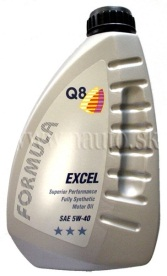 Q8
FORMULA
EXCEL
Superior Performance
Fully Synthetic
Motor Oil
SAE 5W-40